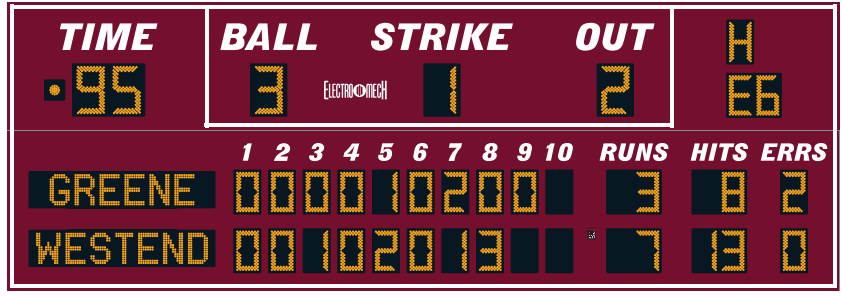 TIME BALL STRIKE OUT H
95 3 ELECTRO-MECH 1 2 E6
1 2 3 4 5 6 7 8 9 10 RUNS HITS ERRS
GREENE 0 0 0 0 1 0 2 0 0 3 8 2
WESTEND 0 0 1 0 2 0 1 3 7 13 0